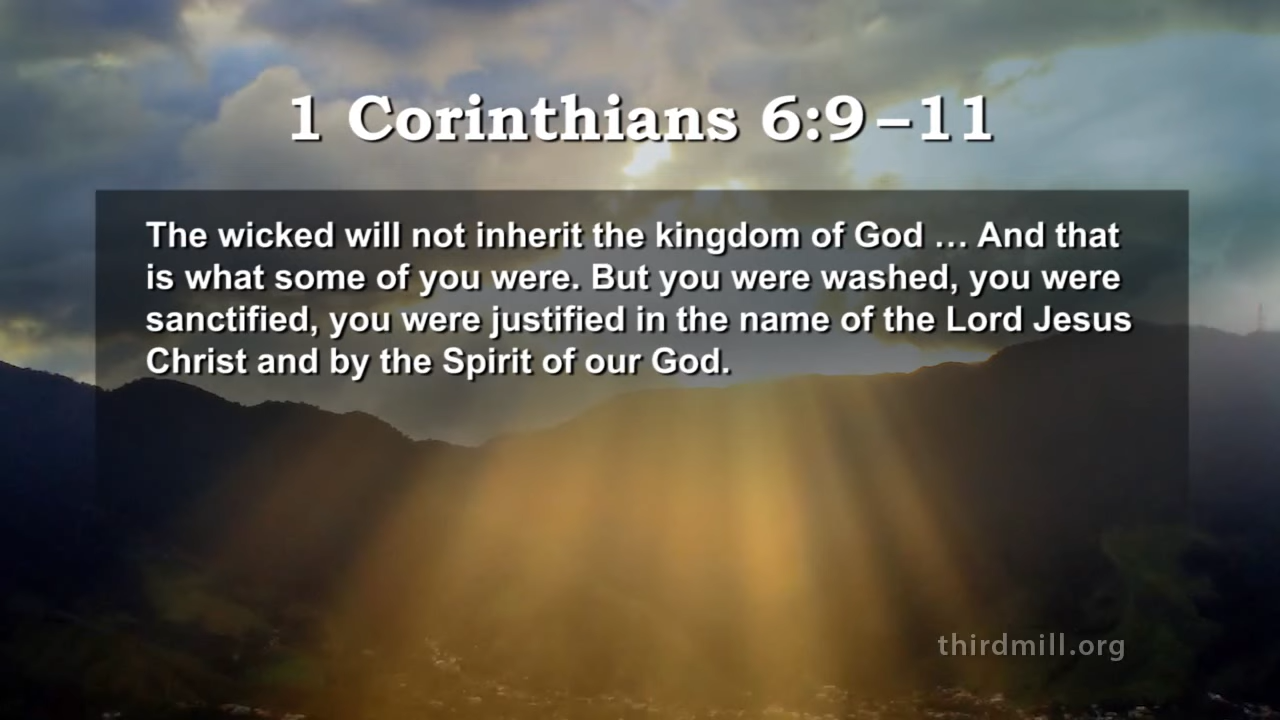 1 Corinthians 6:9–11
The wicked will not inherit the kingdom of God … And that
is what some of you were. But you were washed, you were
sanctified, you were justified in the name of the Lord Jesus
Christ and by the Spirit of our God.
thirdmill.org